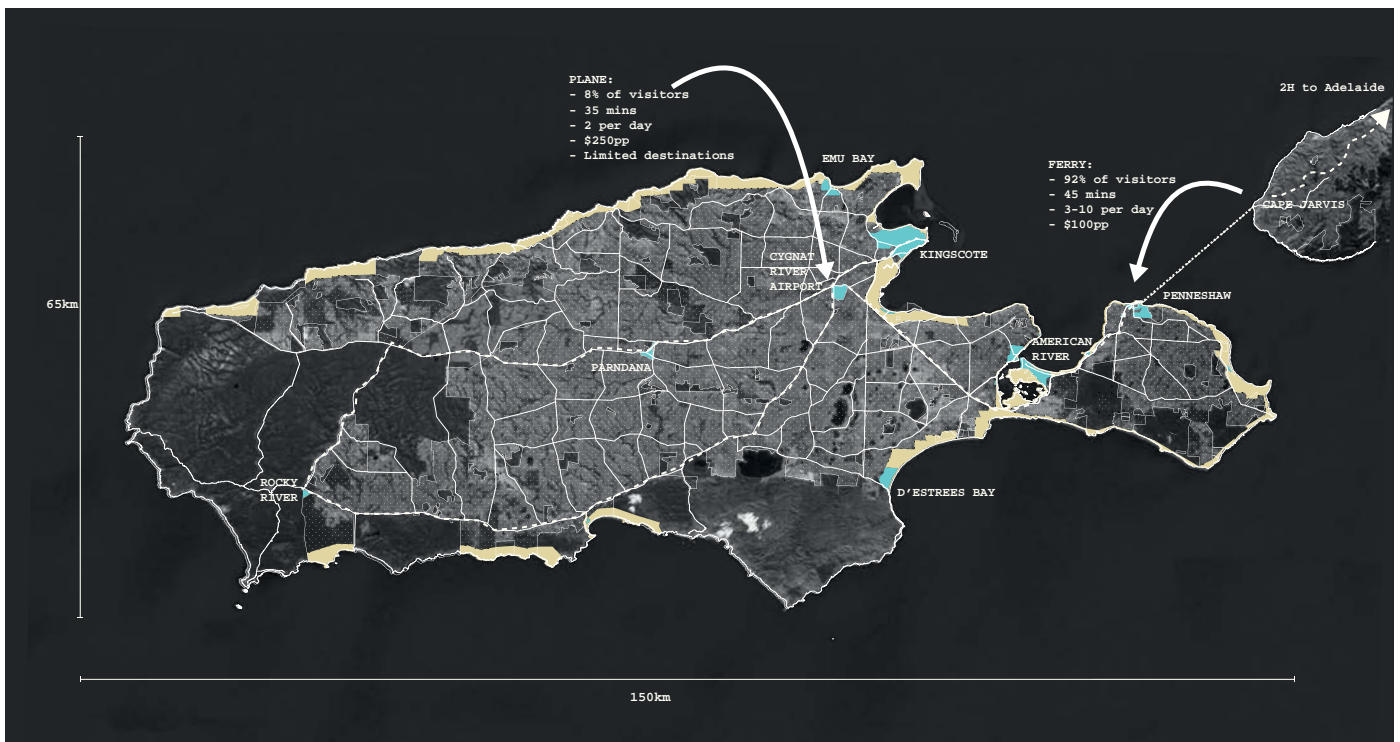 2H to Adelaide
PLANE:
- 8% of visitors
- 35 mins
- 2 per day
- $250pp
- Limited destinations
EMU BAY
FERRY:
- 92% of visitors
- 45 mins
- 3-10 per day
- $100pp
CAPE JARVIS
CYGNAT
RIVER
AIRPORT
KINGSCOTE
65km
PENNESHAW
AMERICAN
RIVER
PARNDANA
ROCKY
RIVER
D’ESTREES BAY
150km